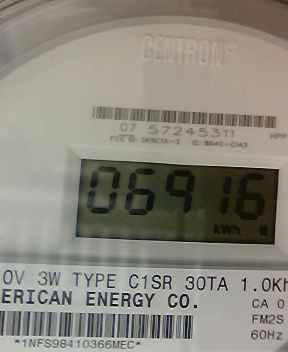 CENTRON®
07 57245311
06916
kWh
0V 3W TYPE C1SR 30TA 1.0Kh
ERICAN ENERGY CO.
CA 0
FM2S
60Hz
*1NFS98410366MEC*